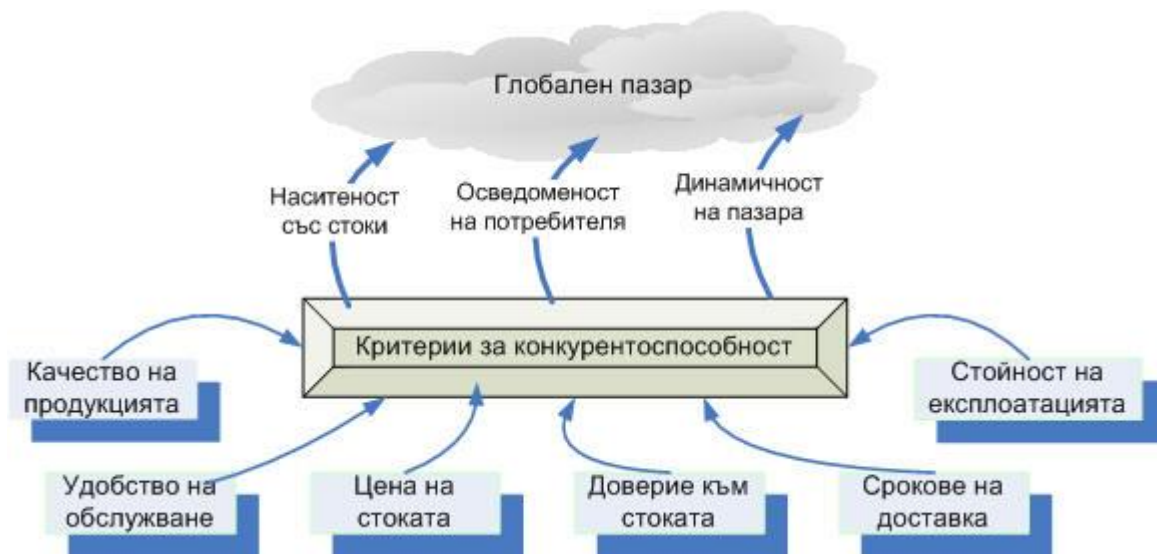 Глобален пазар
Наситеност
със стоки
Осведоменост
на потребителя
Динамичност
на пазара
Критерии за конкурентоспособност
Качество на
продукцията
Стойност на
експлоатацията
Удобство на
обслужване
Цена на
стоката
Доверие към
стоката
Срокове на
доставка